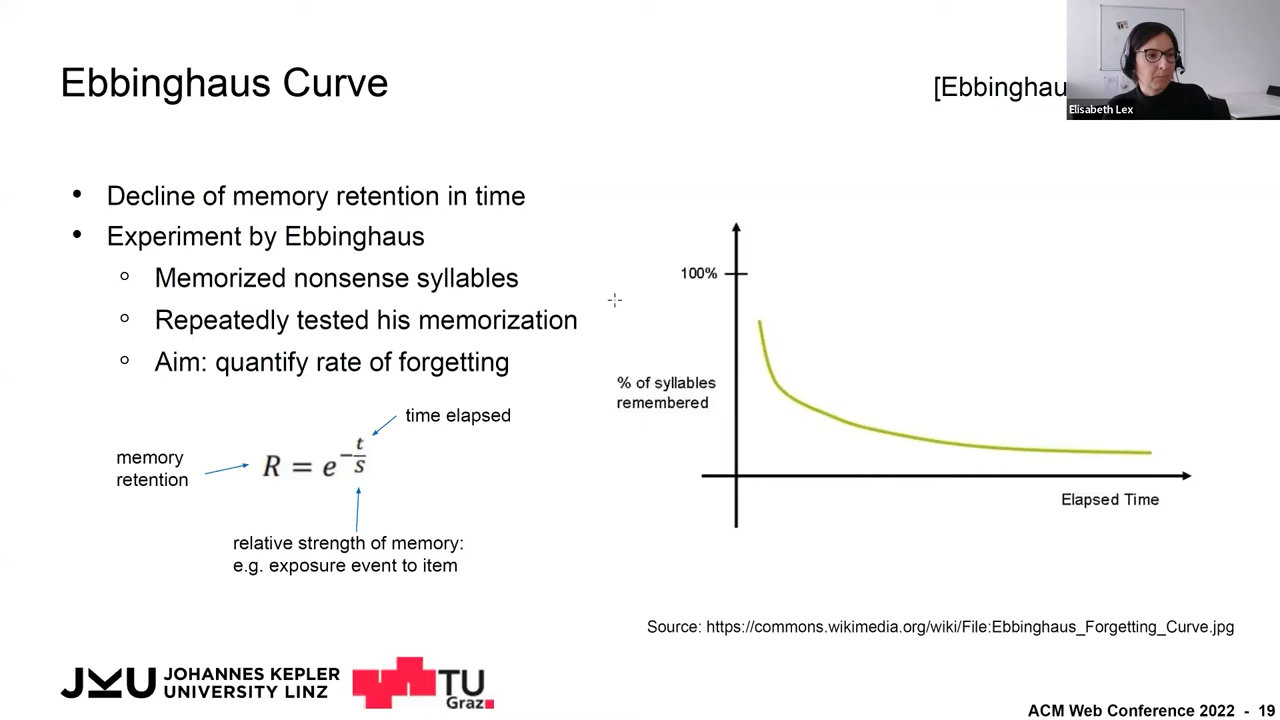 Ebbinghaus Curve
[Ebbinghau
Elisabeth Lex
• Decline of memory retention in time
• Experiment by Ebbinghaus
○ Memorized nonsense syllables
○ Repeatedly tested his memorization
○ Aim: quantify rate of forgetting
time elapsed
memory
retention
R = e^{-t/s}
relative strength of memory:
e.g. exposure event to item
100%
% of syllables
remembered
Elapsed Time
Source: https://commons.wikimedia.org/wiki/File:Ebbinghaus_Forgetting_Curve.jpg
JKU JOHANNES KEPLER
UNIVERSITY LINZ
TU
Graz
ACM Web Conference 2022 - 19